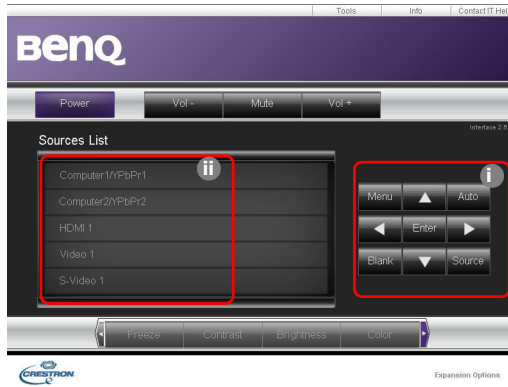 Tools Info Contact IT Hel
BenQ
Power Vol - Mute Vol +
Interface 2.6
Sources List
ii
i
Computer1/YPbPr1
Computer2/YPbPr2
HDMI 1
Video 1
S-Video 1
Menu Auto
Enter
Blank Source
Freeze Contrast Brightness Color
CRESTRON
Expansion Options